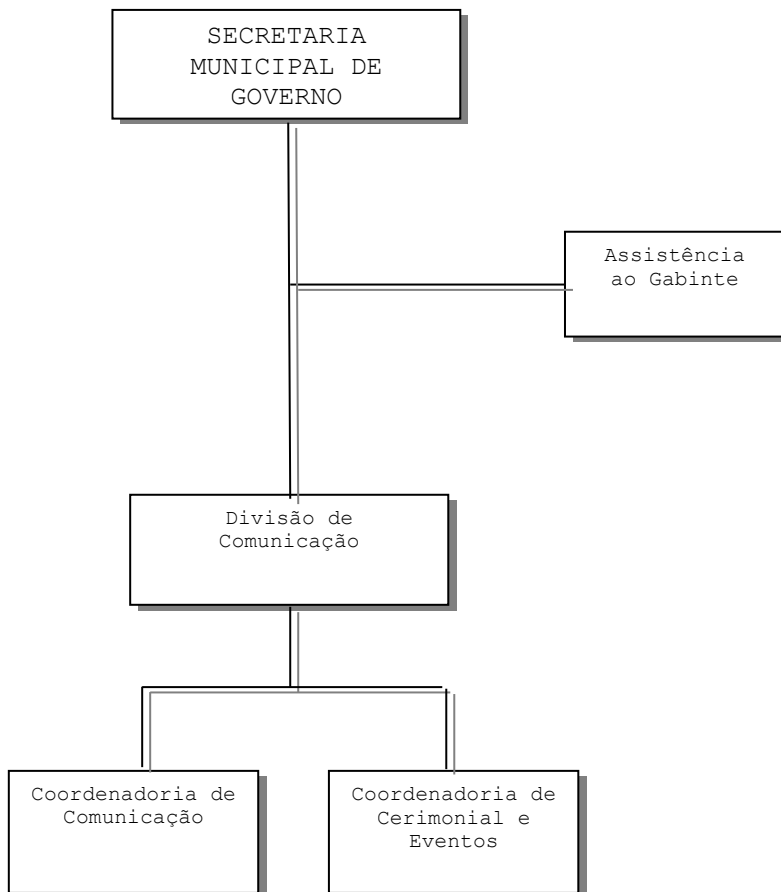 SECRETARIA
MUNICIPAL DE
GOVERNO
Assistência
ao Gabinte
Divisão de
Comunicação
Coordenadoria de
Comunicação
Coordenadoria de
Cerimonial e
Eventos